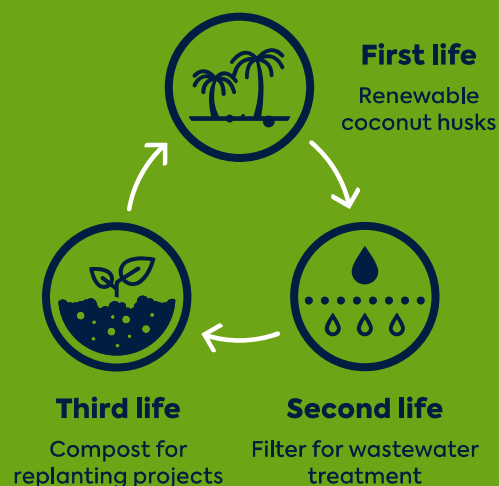 First life
Renewable
coconut husks
Third life
Compost for
replanting projects
Second life
Filter for wastewater
treatment